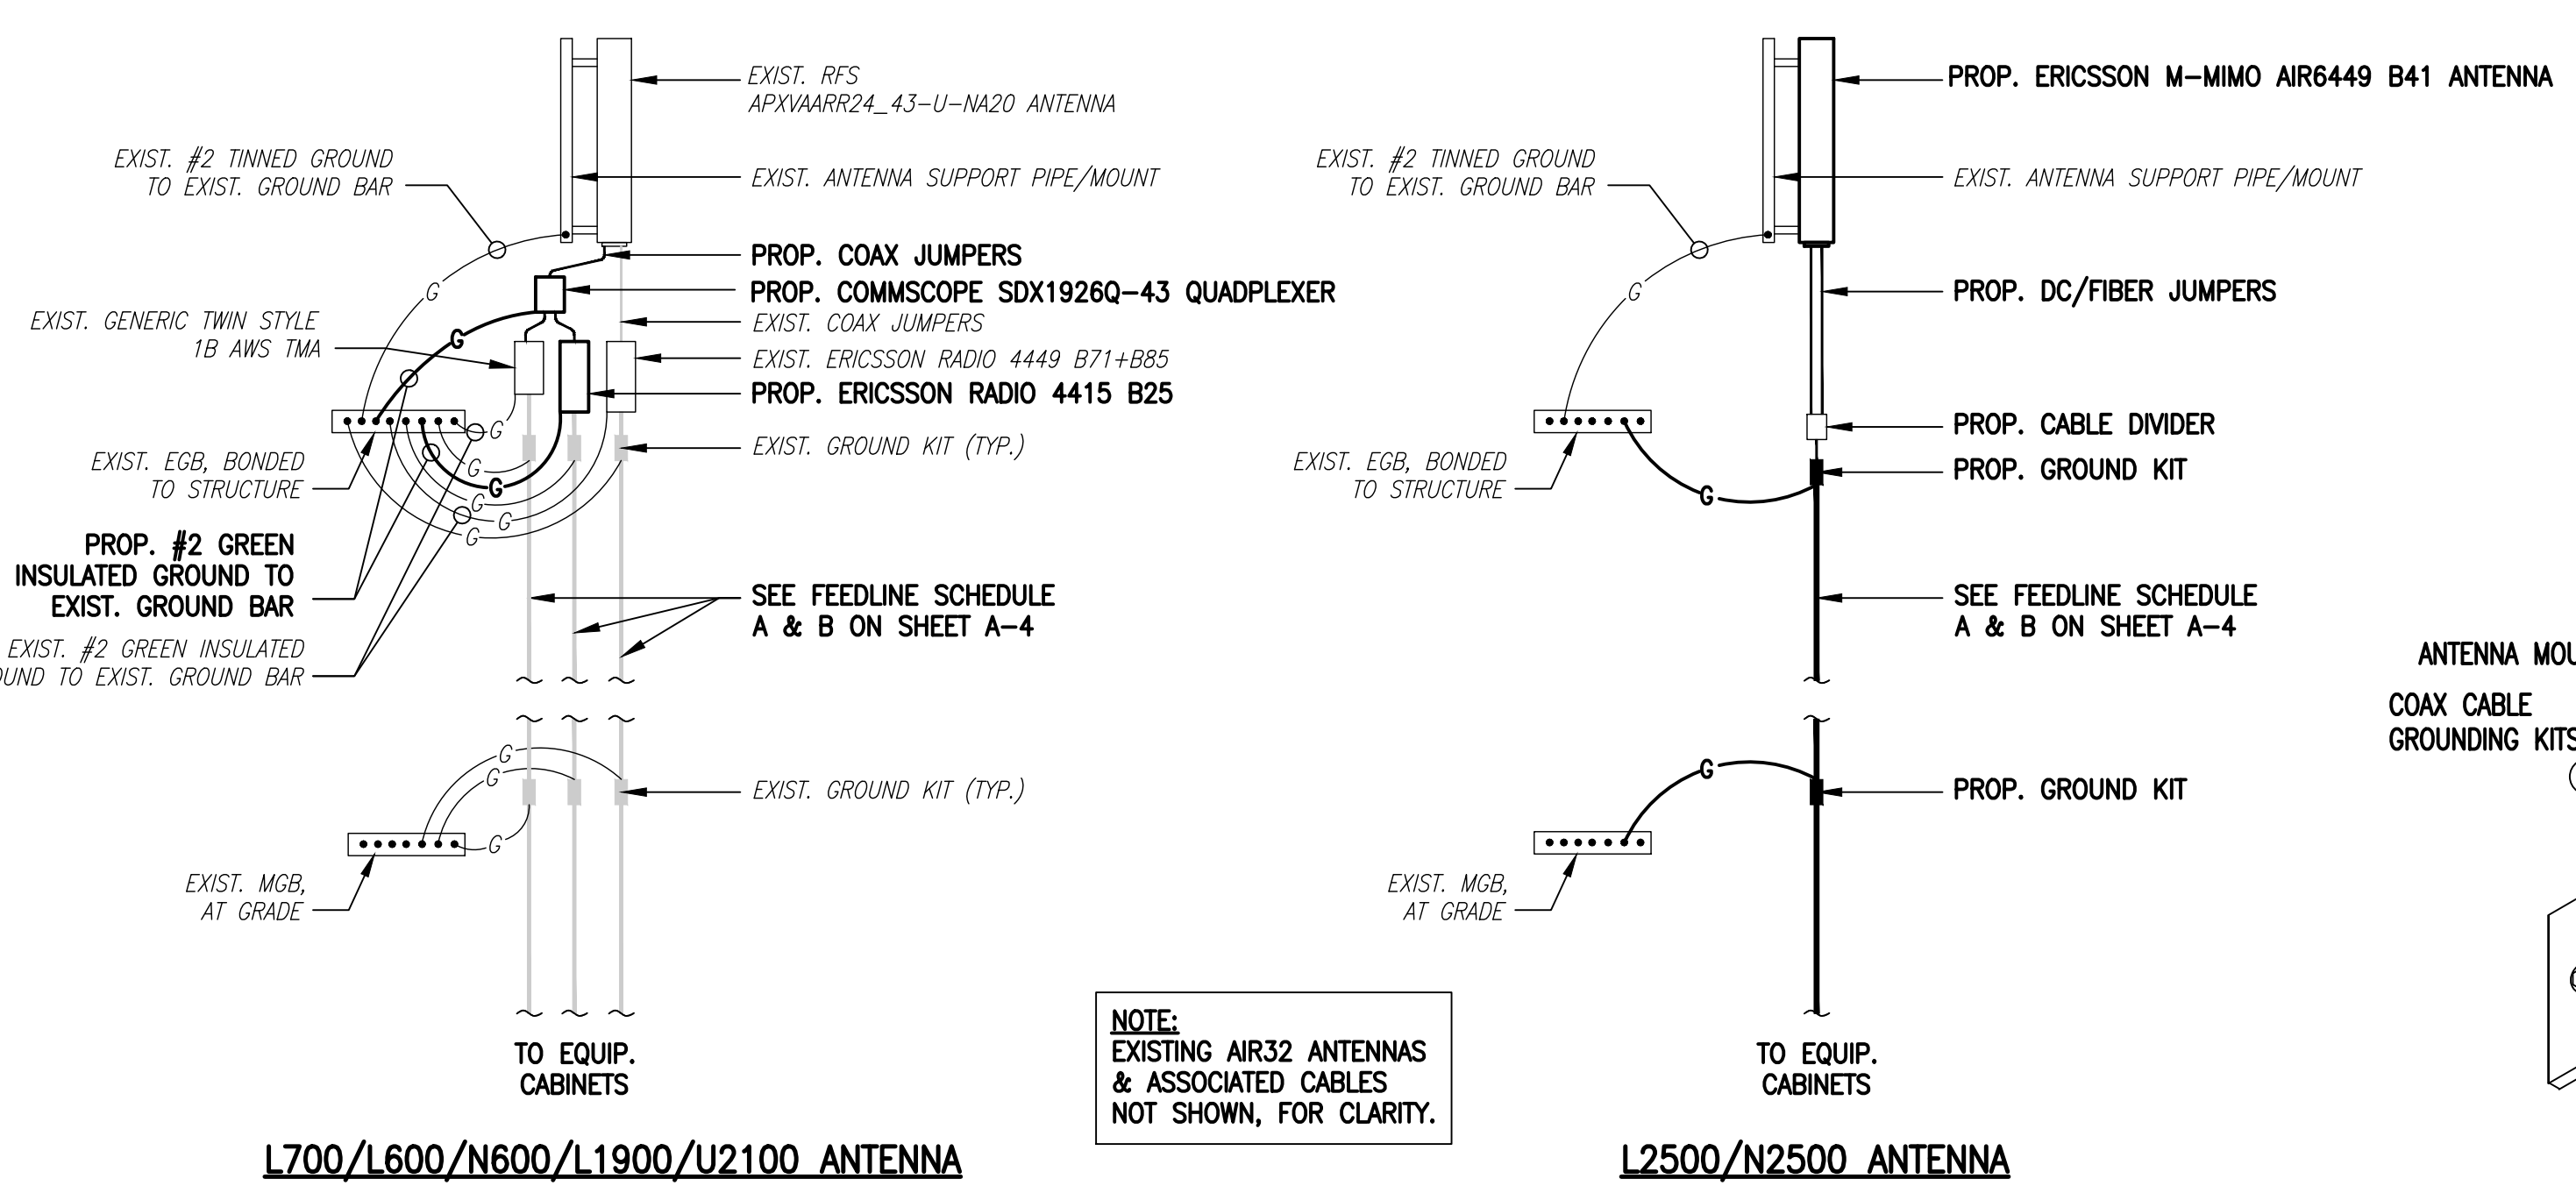 EXIST. RFS
APXVAARR24_43-U-NA20 ANTENNA
EXIST. #2 TINNED GROUND
TO EXIST. GROUND BAR
EXIST. ANTENNA SUPPORT PIPE/MOUNT
PROP. COAX JUMPERS
PROP. COMMSCOPE SDX1926Q-43 QUADPLEXER
G
EXIST. GENERIC TWIN STYLE
1B AWS TMA
EXIST. COAX JUMPERS
G
EXIST. ERICSSON RADIO 4449 B71+B85
PROP. ERICSSON RADIO 4415 B25
G
EXIST. GROUND KIT (TYP.)
EXIST. EGB, BONDED
TO STRUCTURE
G
G
G
G
G
PROP. #2 GREEN
INSULATED GROUND TO
EXIST. GROUND BAR
SEE FEEDLINE SCHEDULE
A & B ON SHEET A-4
EXIST. #2 GREEN INSULATED
TO EXIST. GROUND BAR
G
G
EXIST. GROUND KIT (TYP.)
G
EXIST. MGB,
AT GRADE
TO EQUIP.
CABINETS
L700/L600/N600/L1900/U2100 ANTENNA
NOTE:
EXISTING AIR32 ANTENNAS
& ASSOCIATED CABLES
NOT SHOWN, FOR CLARITY.
PROP. ERICSSON M-MIMO AIR6449 B41 ANTENNA
EXIST. #2 TINNED GROUND
TO EXIST. GROUND BAR
EXIST. ANTENNA SUPPORT PIPE/MOUNT
G
PROP. DC/FIBER JUMPERS
PROP. CABLE DIVIDER
EXIST. EGB, BONDED
TO STRUCTURE
PROP. GROUND KIT
G
SEE FEEDLINE SCHEDULE
A & B ON SHEET A-4
G
PROP. GROUND KIT
EXIST. MGB,
AT GRADE
TO EQUIP.
CABINETS
L2500/N2500 ANTENNA
ANTENNA
COAX CABLE
GROUNDING KITS